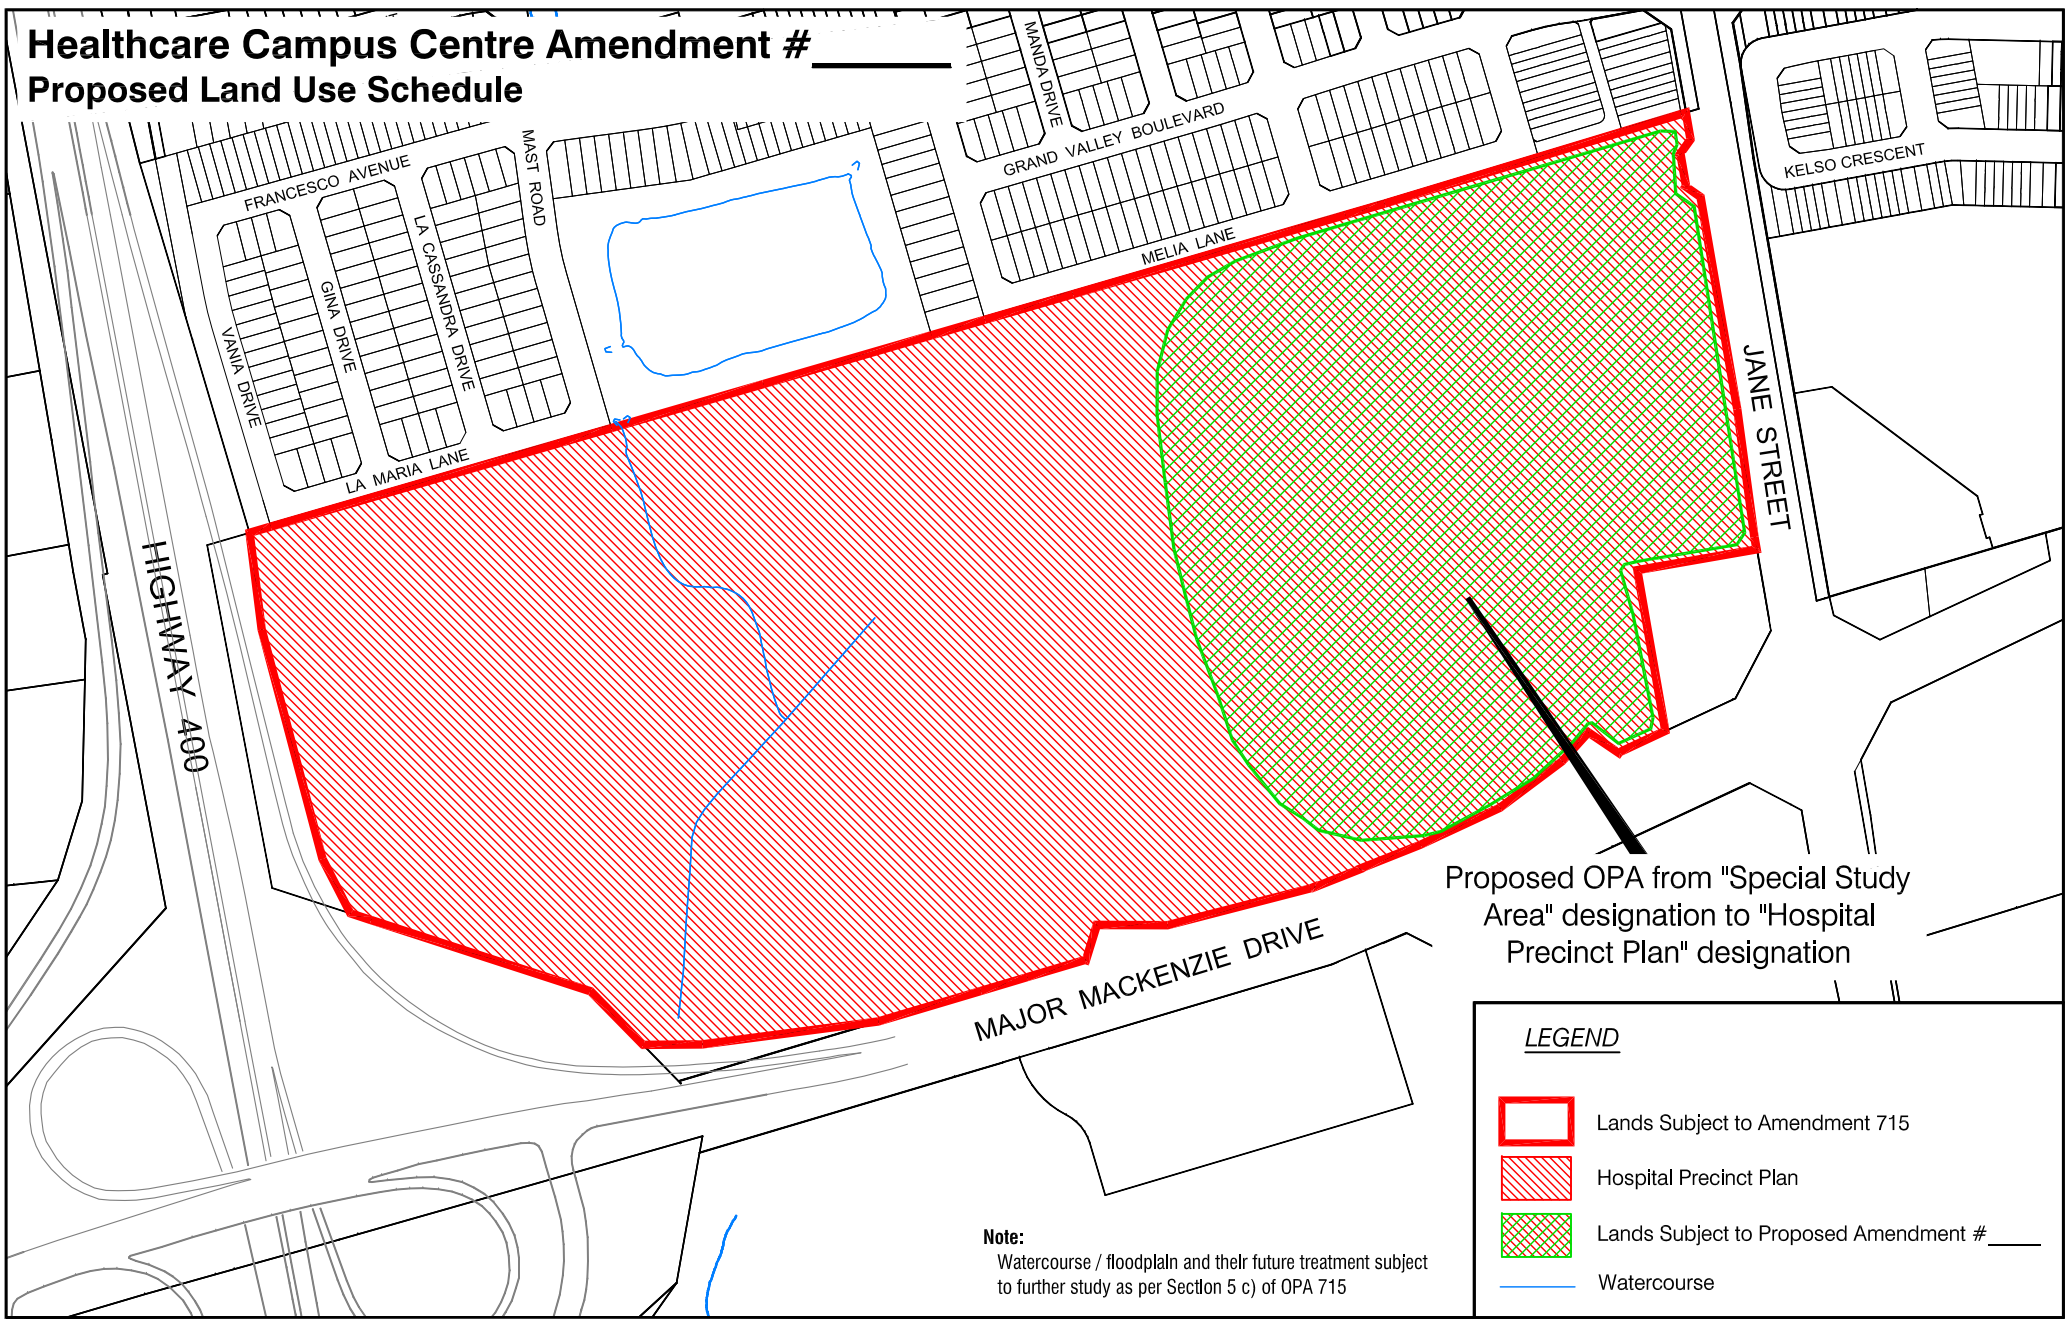 Healthcare Campus Centre Amendment #______
Proposed Land Use Schedule
MANDA DRIVE
GRAND VALLEY BOULEVARD
KELSO CRESCENT
FRANCESCO AVENUE
MAST ROAD
LA CASSANDRA DRIVE
GINA DRIVE
VANIA DRIVE
MELIA LANE
LA MARIA LANE
JANE STREET
HIGHWAY 400
MAJOR MACKENZIE DRIVE
Proposed OPA from "Special Study
Area" designation to "Hospital
Precinct Plan" designation
LEGEND
Lands Subject to Amendment 715
Hospital Precinct Plan
Lands Subject to Proposed Amendment #____
Watercourse
Note:
Watercourse / floodplain and their future treatment subject
to further study as per Section 5 c) of OPA 715